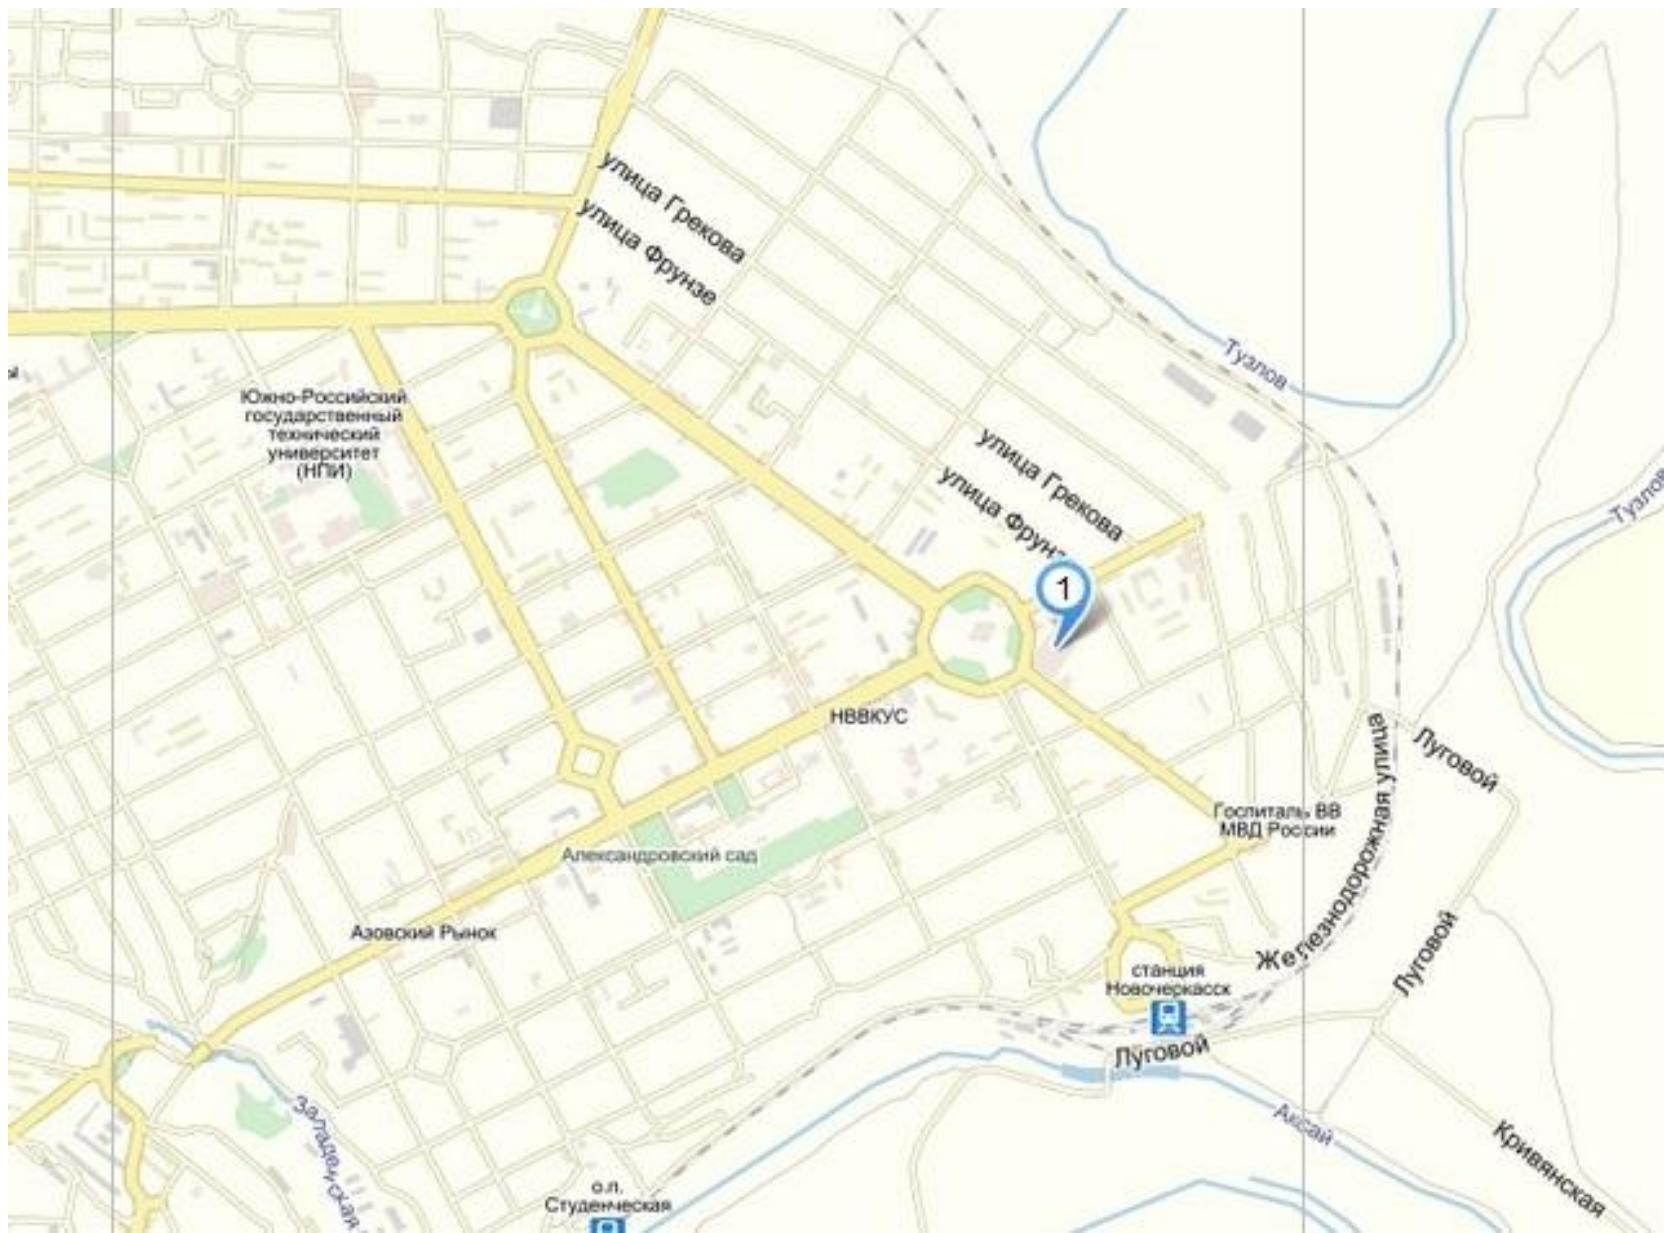 улица Грекова
улица Фрунзе
Тузлов
ы
Южно-Российский
государственный
технический
университет
(НПИ)
улица Грекова
улица
Тузлов
1
НВВКУС
Луговой
Госпиталь ВВ
МВД России
Александровский сад
Железнодорожная улица
Азовский Рынок
Луговой
станция
Новочеркасск
Луговой
Аксай
Кривянская
о.п.
Студенческая